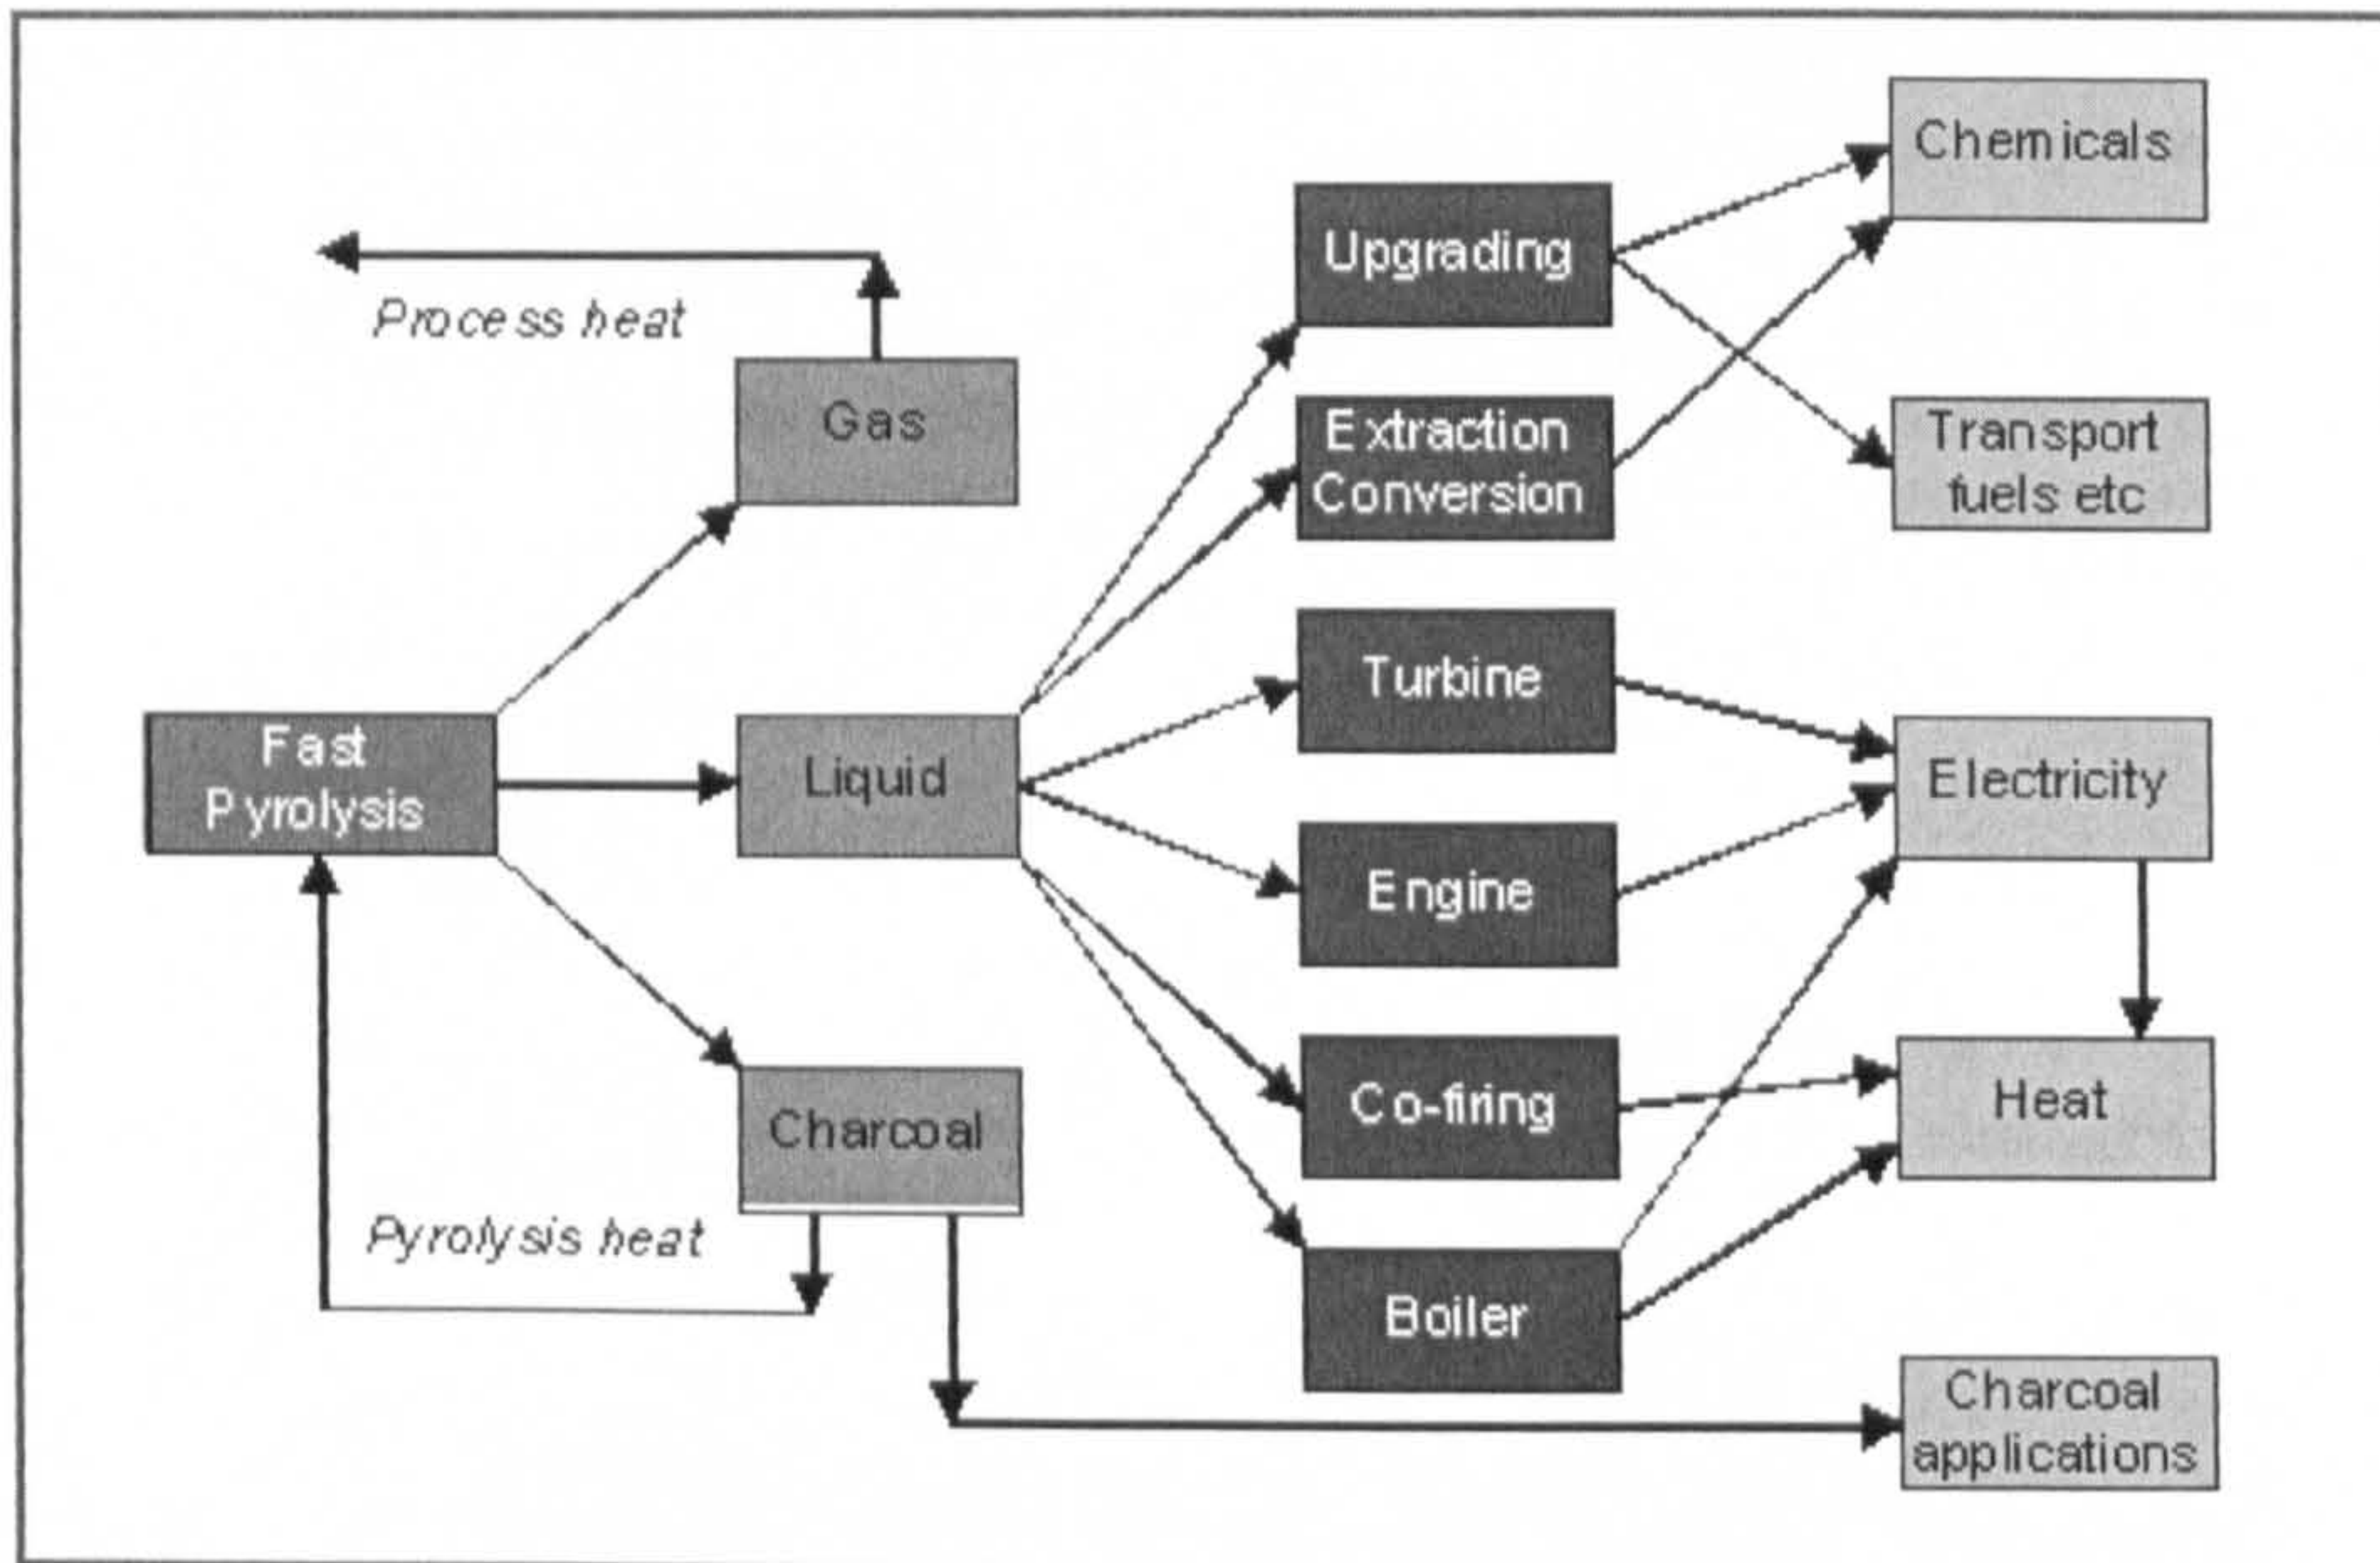 Chemicals
Upgrading
Process heat
Gas
Extraction
Conversion
Transport
fuels etc
Turbine
Fast
Pyrolysis
Liquid
Electricity
Engine
Charcoal
Co-firing
Heat
Pyrolysis heat
Boiler
Charcoal
applications